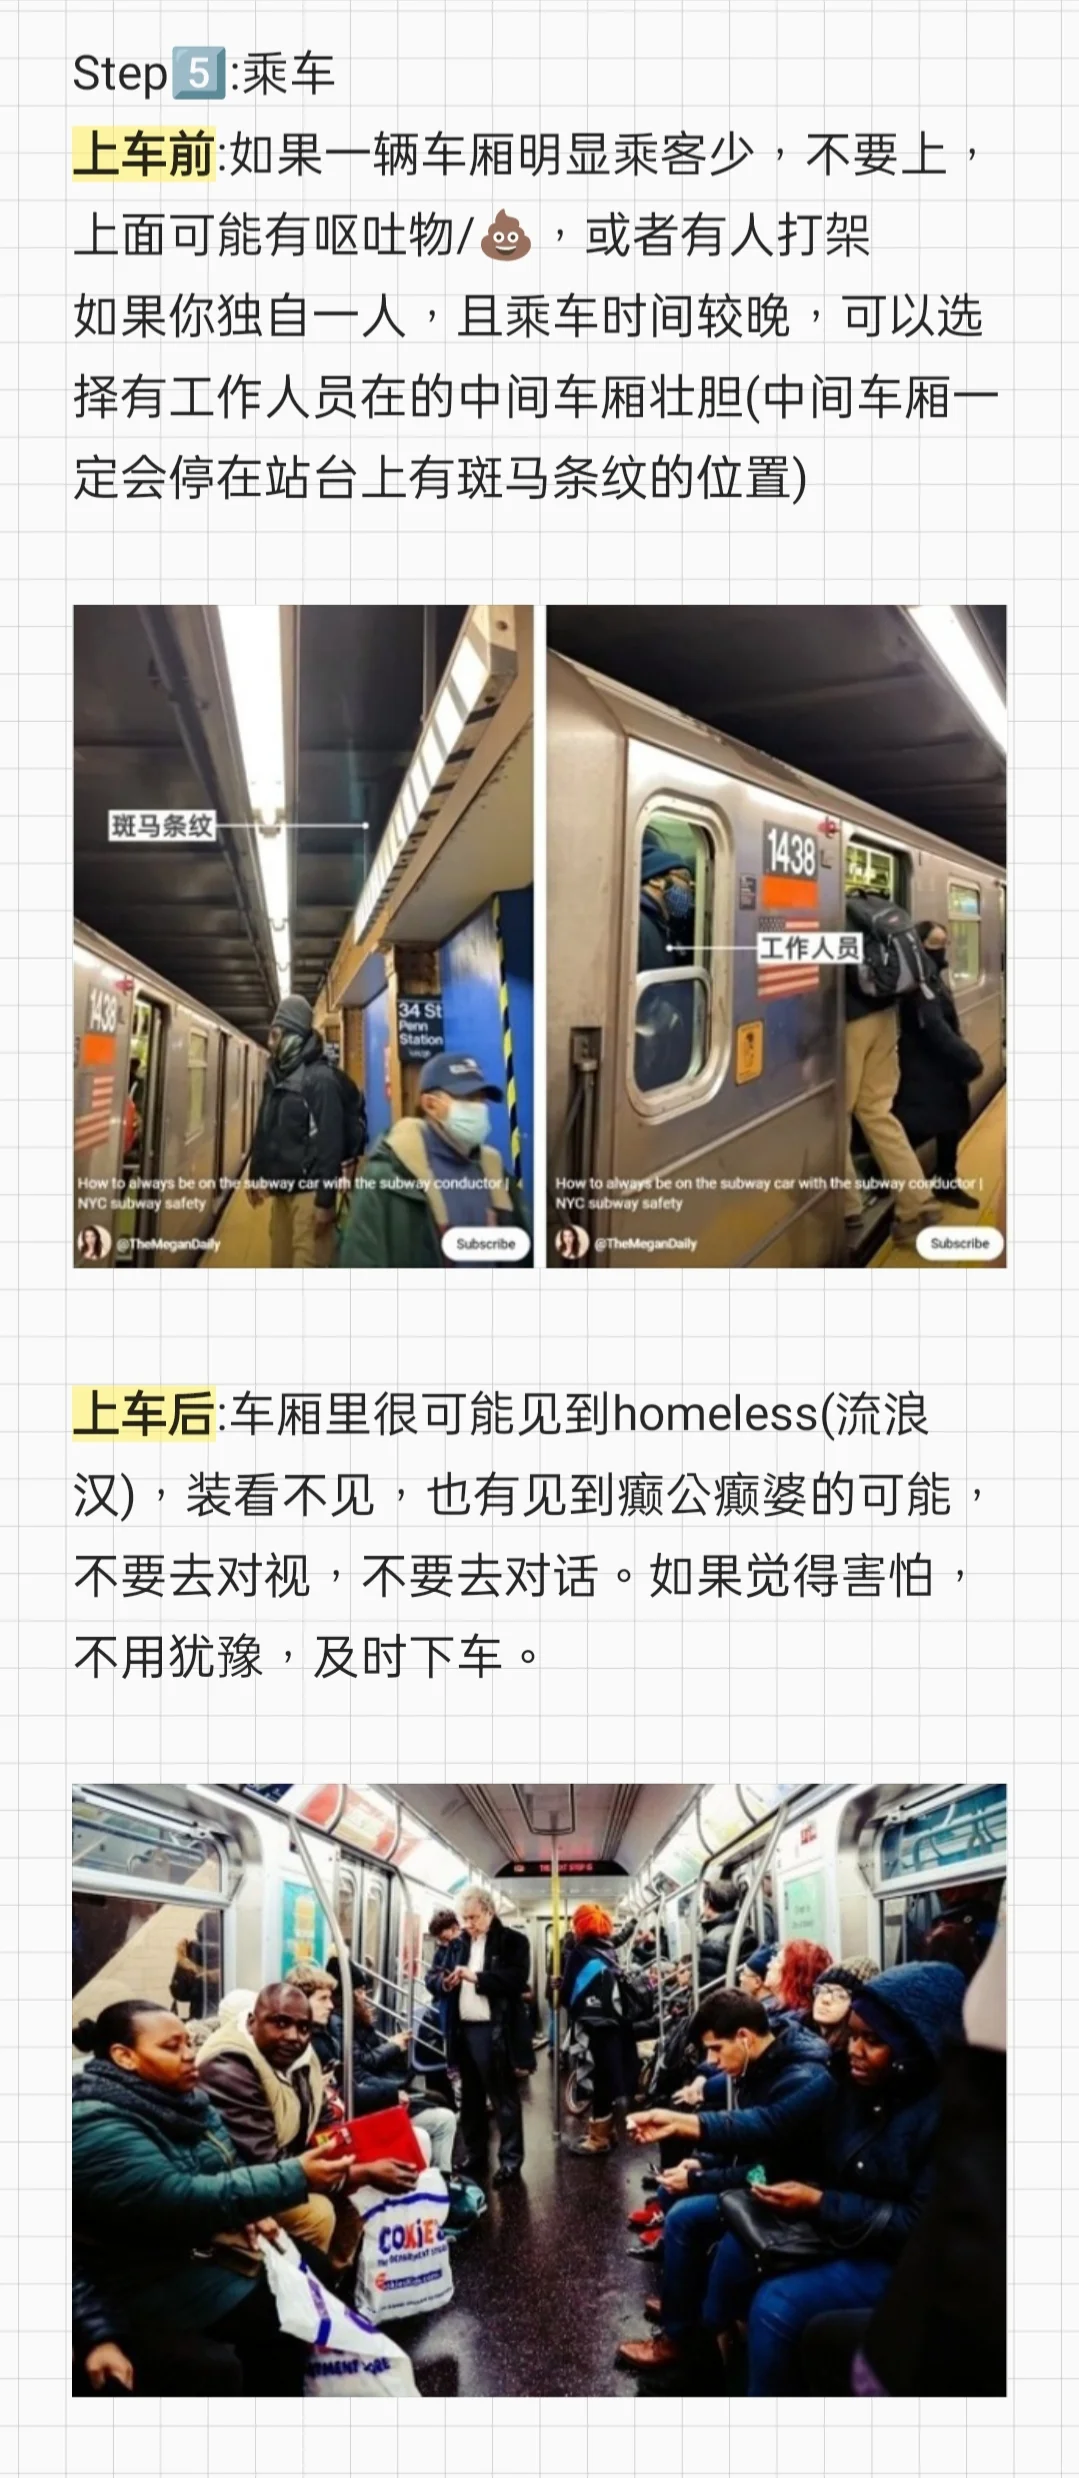 Step5️⃣:乘车
上车前:如果一辆车厢明显乘客少，不要上，
上面可能有呕吐物/💩，或者有人打架
如果你独自一人，且乘车时间较晚，可以选
择有工作人员在的中间车厢壮胆(中间车厢一
定会停在站台上有斑马条纹的位置)
斑马条纹
1438
34 St
Penn
Station
How to always be on the subway car with the subway conductor |
NYC subway safety
@TheMeganDaily
Subscribe
1438
工作人员
How to always be on the subway car with the subway conductor |
NYC subway safety
@TheMeganDaily
Subscribe
上车后:车厢里很可能见到homeless(流浪
汉)，装看不见，也有见到癫公癫婆的可能，
不要去对视，不要去对话。如果觉得害怕，
不用犹豫，及时下车。
COOKIE'S